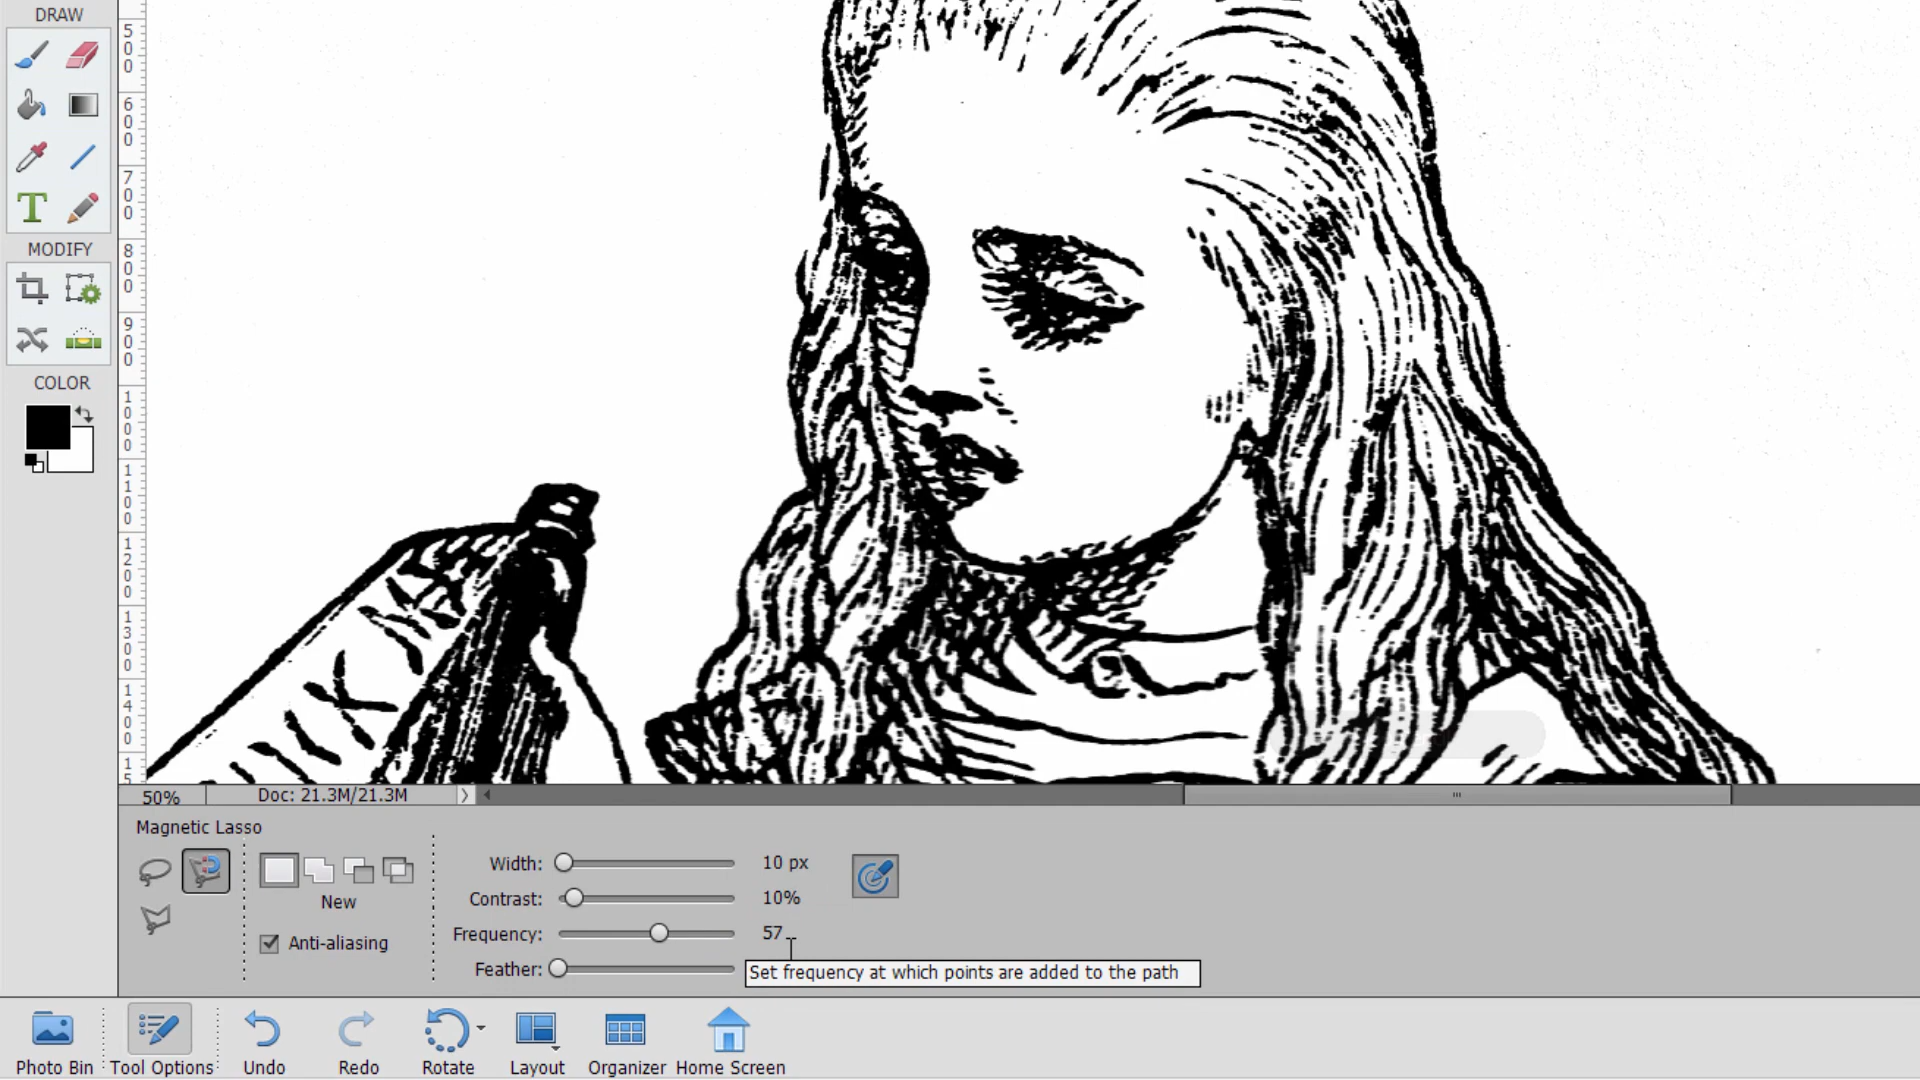 DRAW
MODIFY
COLOR
500
600
700
800
900
1000
1100
1200
1300
1400
15
50%
Doc: 21.3M/21.3M
Magnetic Lasso
New
Anti-aliasing
Width: 10 px
Contrast: 10%
Frequency: 57
Feather:
Set frequency at which points are added to the path
Photo Bin
Tool Options
Undo
Redo
Rotate
Layout
Organizer
Home Screen